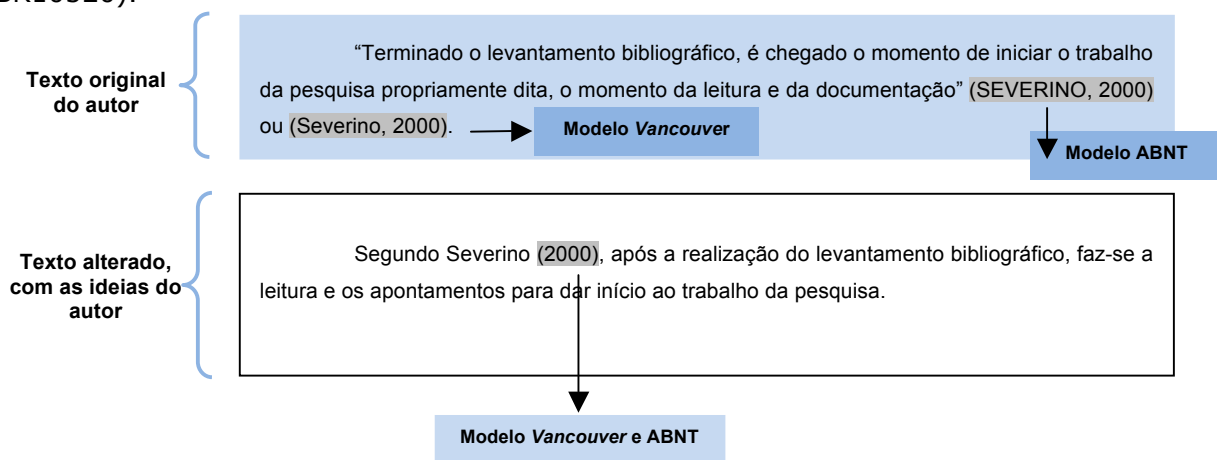 Texto original
do autor
“Terminado o levantamento bibliográfico, é chegado o momento de iniciar o trabalho
da pesquisa propriamente dita, o momento da leitura e da documentação” (SEVERINO, 2000)
ou (Severino, 2000).
Modelo Vancouver
Modelo ABNT
Texto alterado,
com as ideias do
autor
Segundo Severino (2000), após a realização do levantamento bibliográfico, faz-se a
leitura e os apontamentos para dar início ao trabalho da pesquisa.
Modelo Vancouver e ABNT